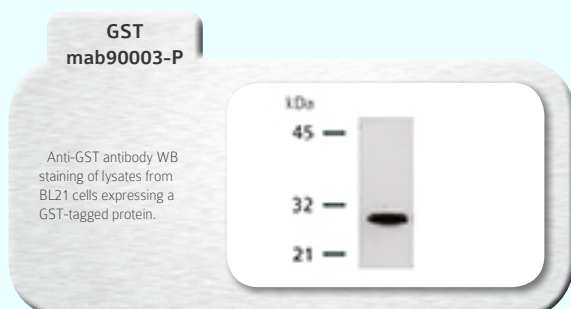 GST
mab90003-P
Anti-GST antibody WB
staining of lysates from
BL21 cells expressing a
GST-tagged protein.
kDa
45
32
21